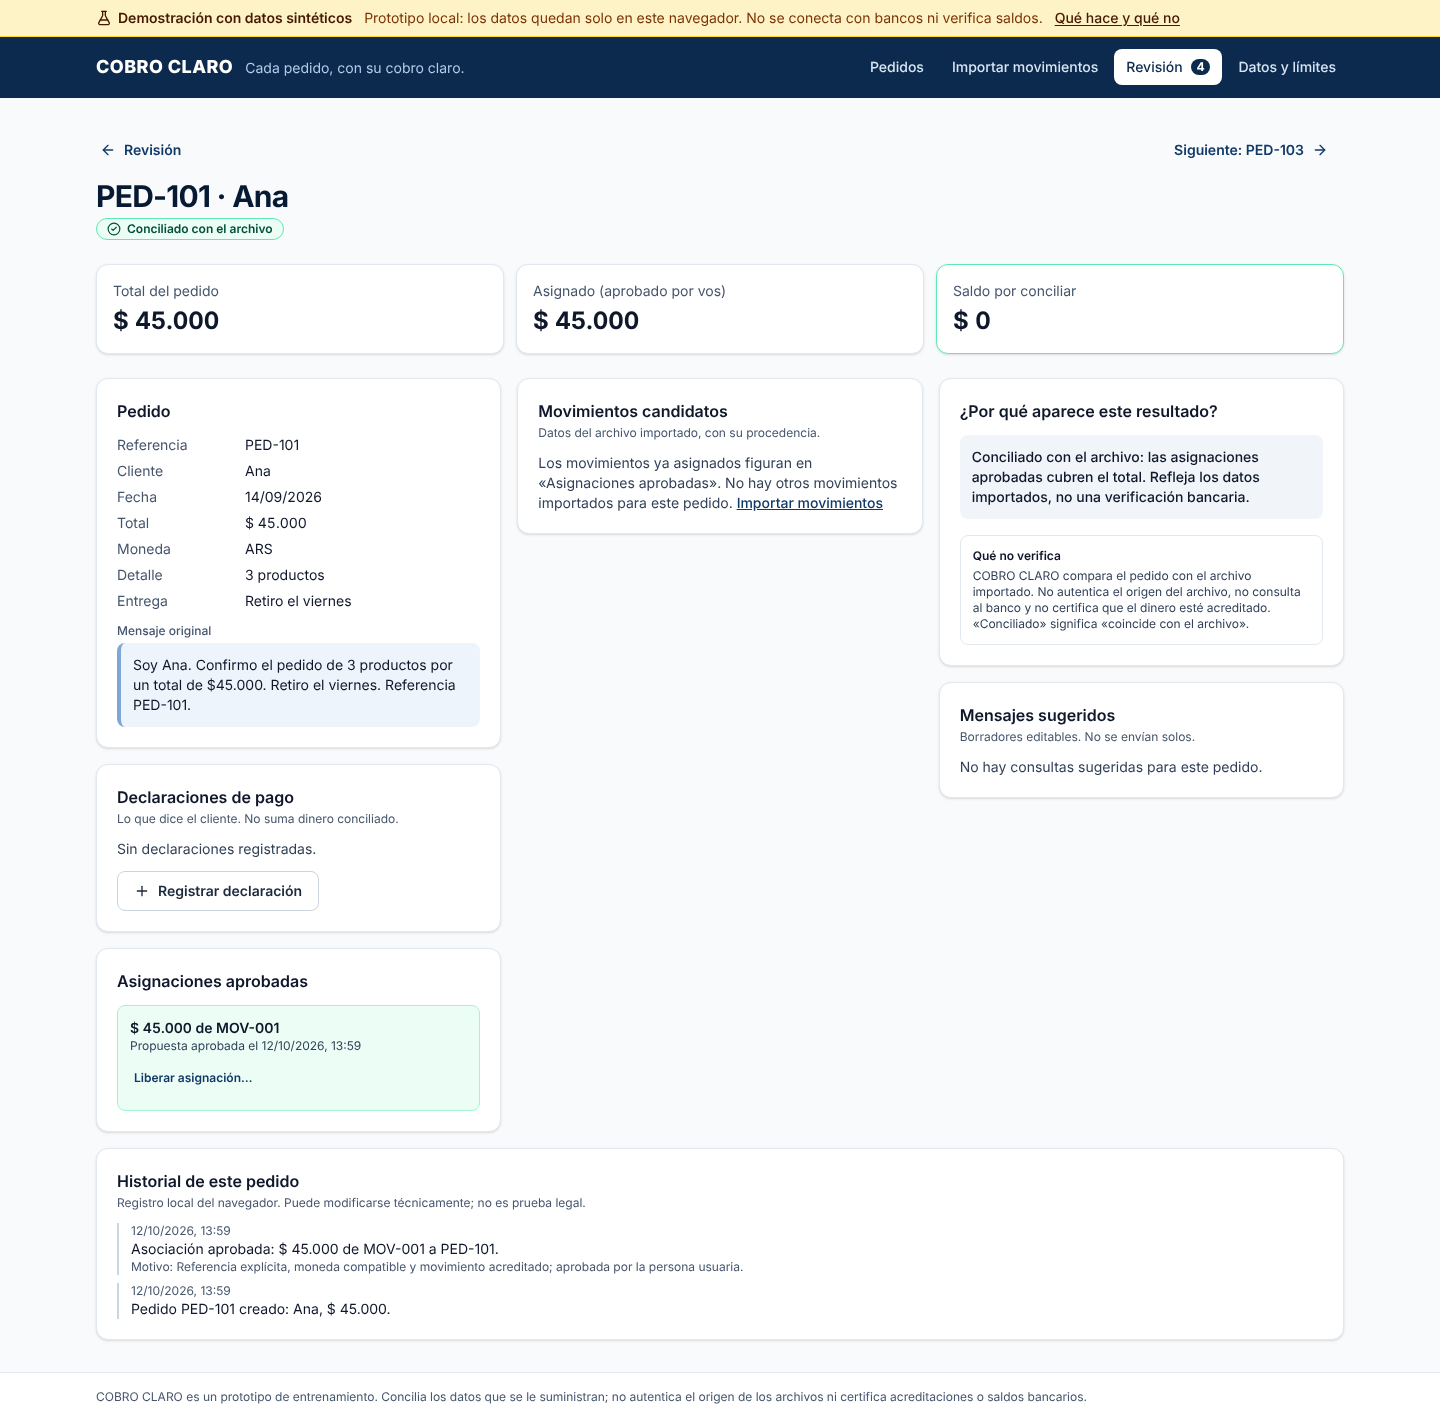 Demostración con datos sintéticos Prototipo local: los datos quedan solo en este navegador. No se conecta con bancos ni verifica saldos. Qué hace y qué no
COBRO CLARO Cada pedido, con su cobro claro. Pedidos Importar movimientos Revisión 4 Datos y límites
← Revisión
Siguiente: PED-103 →
PED-101 · Ana
Conciliado con el archivo
Total del pedido
$ 45.000
Asignado (aprobado por vos)
$ 45.000
Saldo por conciliar
$ 0
Pedido
Referencia PED-101
Cliente Ana
Fecha 14/09/2026
Total $ 45.000
Moneda ARS
Detalle 3 productos
Entrega Retiro el viernes
Mensaje original
Soy Ana. Confirmo el pedido de 3 productos por
un total de $45.000. Retiro el viernes. Referencia
PED-101.
Declaraciones de pago
Lo que dice el cliente. No suma dinero conciliado.
Sin declaraciones registradas.
+ Registrar declaración
Asignaciones aprobadas
$ 45.000 de MOV-001
Propuesta aprobada el 12/10/2026, 13:59
Liberar asignación...
Movimientos candidatos
Datos del archivo importado, con su procedencia.
Los movimientos ya asignados figuran en
«Asignaciones aprobadas». No hay otros movimientos
importados para este pedido. Importar movimientos
¿Por qué aparece este resultado?
Conciliado con el archivo: las asignaciones
aprobadas cubren el total. Refleja los datos
importados, no una verificación bancaria.
Qué no verifica
COBRO CLARO compara el pedido con el archivo
importado. No autentica el origen del archivo, no consulta
al banco y no certifica que el dinero esté acreditado.
«Conciliado» significa «coincide con el archivo».
Mensajes sugeridos
Borradores editables. No se envían solos.
No hay consultas sugeridas para este pedido.
Historial de este pedido
Registro local del navegador. Puede modificarse técnicamente; no es prueba legal.
12/10/2026, 13:59
Asociación aprobada: $ 45.000 de MOV-001 a PED-101.
Motivo: Referencia explícita, moneda compatible y movimiento acreditado; aprobada por la persona usuaria.
12/10/2026, 13:59
Pedido PED-101 creado: Ana, $ 45.000.
COBRO CLARO es un prototipo de entrenamiento. Concilia los datos que se le suministran; no autentica el origen de los archivos ni certifica acreditaciones o saldos bancarios.